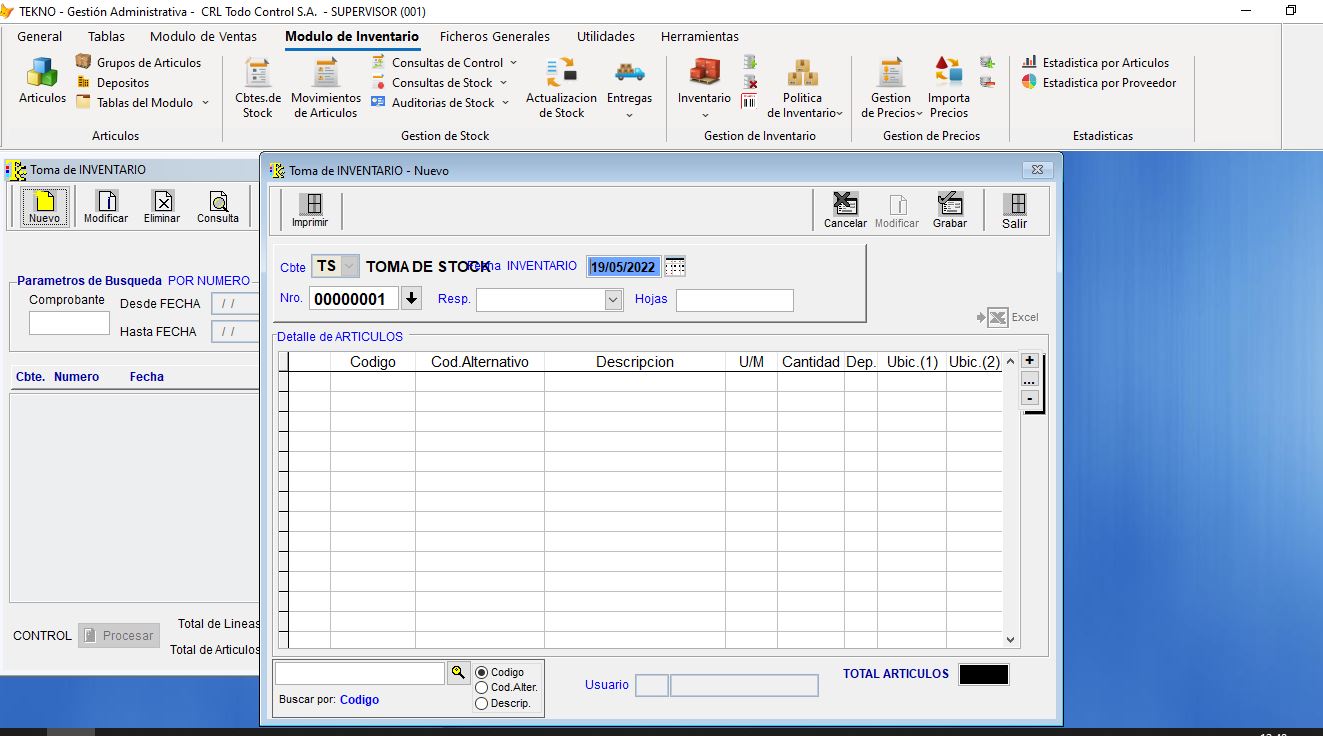 TEKNO - Gestión Administrativa - CRL Todo Control S.A. - SUPERVISOR (001)
General Tablas Modulo de Ventas Modulo de Inventario Ficheros Generales Utilidades Herramientas
Articulos
Grupos de Articulos
Depositos
Tablas del Modulo
Articulos
Cbtes.de Stock
Movimientos de Articulos
Consultas de Control
Consultas de Stock
Auditorias de Stock
Actualizacion de Stock
Entregas
Gestion de Stock
Inventario
Politica de Inventario
Gestion de Inventario
Gestion de Precios
Importa Precios
Gestion de Precios
Estadistica por Articulos
Estadistica por Proveedor
Estadisticas
Toma de INVENTARIO
Nuevo Modificar Eliminar Consulta
Parametros de Busqueda POR NUMERO
Comprobante
Desde FECHA / /
Hasta FECHA / /
Cbte. Numero Fecha
CONTROL Procesar
Total de Lineas
Total de Articulos
Toma de INVENTARIO - Nuevo
Imprimir Cancelar Modificar Grabar Salir
Cbte TS TOMA DE STOCK Fecha INVENTARIO 19/05/2022
Nro. 00000001 Resp. Hojas
Excel
Detalle de ARTICULOS
Codigo Cod.Alternativo Descripcion U/M Cantidad Dep. Ubic.(1) Ubic.(2)
+
...
-
Codigo
Cod.Alter.
Descrip.
Buscar por: Codigo
Usuario
TOTAL ARTICULOS